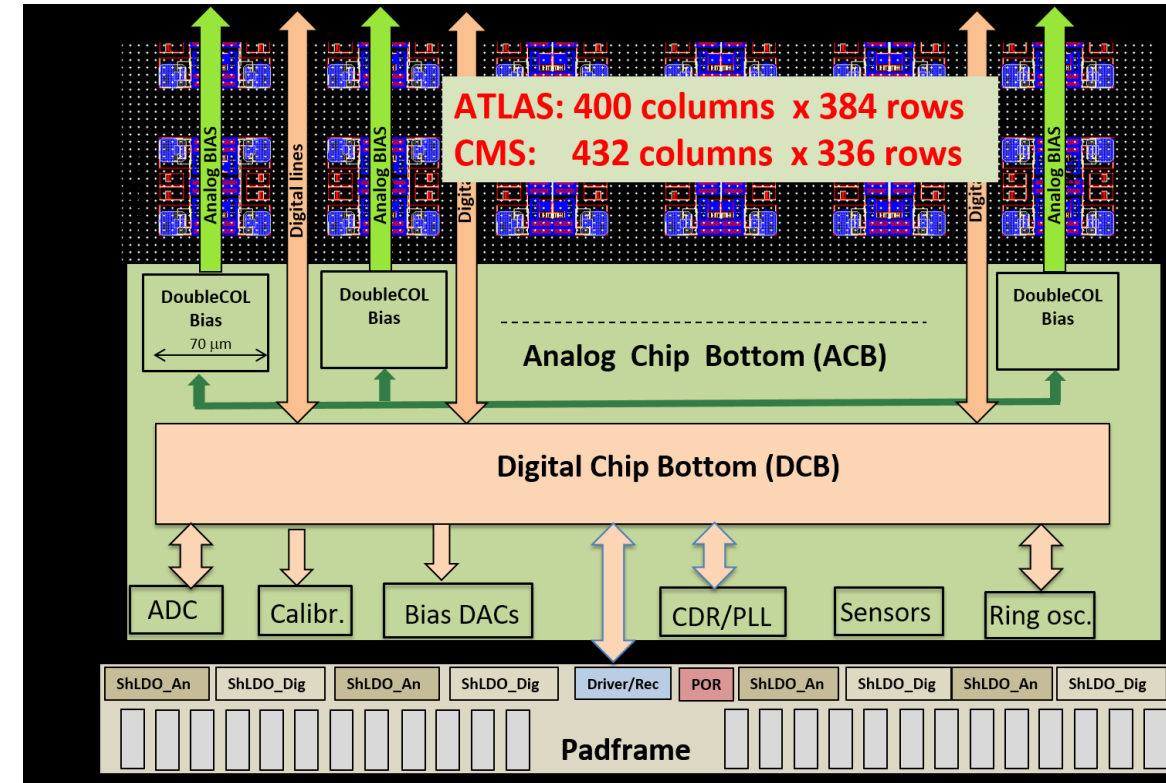 ATLAS: 400 columns x 384 rows
CMS: 432 columns x 336 rows
Analog BIAS
Digital lines
Analog BIAS
Digital
Digital
Analog BIAS
DoubleCOL
Bias
70 μm
DoubleCOL
Bias
DoubleCOL
Bias
Analog Chip Bottom (ACB)
Digital Chip Bottom (DCB)
ADC
Calibr.
Bias DACs
CDR/PLL
Sensors
Ring osc.
ShLDO_An
ShLDO_Dig
ShLDO_An
ShLDO_Dig
Driver/Rec
POR
ShLDO_An
ShLDO_Dig
ShLDO_An
ShLDO_Dig
Padframe